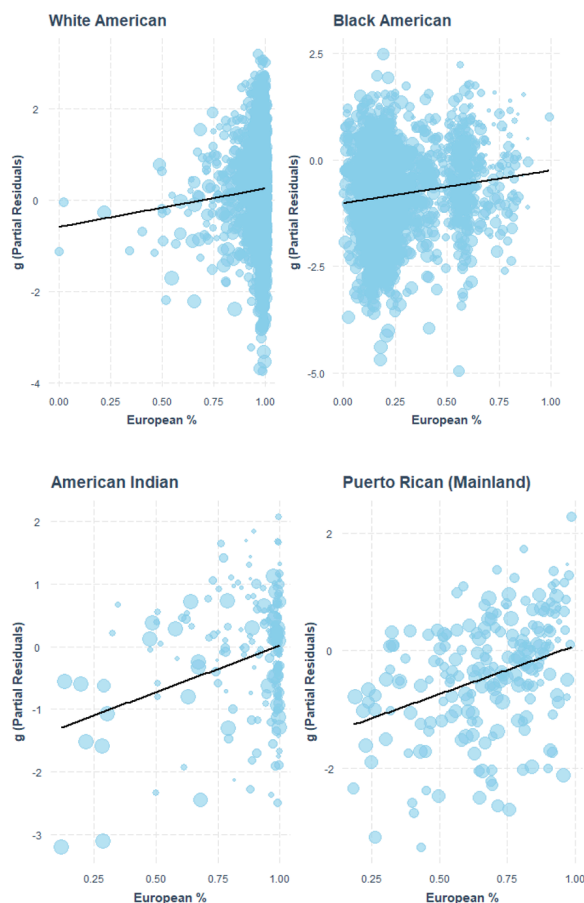 White American
g (Partial Residuals)
2
0
-2
-4
0.00 0.25 0.50 0.75 1.00
European %
Black American
g (Partial Residuals)
2.5
0.0
-2.5
-5.0
0.00 0.25 0.50 0.75 1.00
European %
American Indian
g (Partial Residuals)
2
1
0
-1
-2
-3
0.25 0.50 0.75 1.00
European %
Puerto Rican (Mainland)
g (Partial Residuals)
2
0
-2
0.25 0.50 0.75 1.00
European %